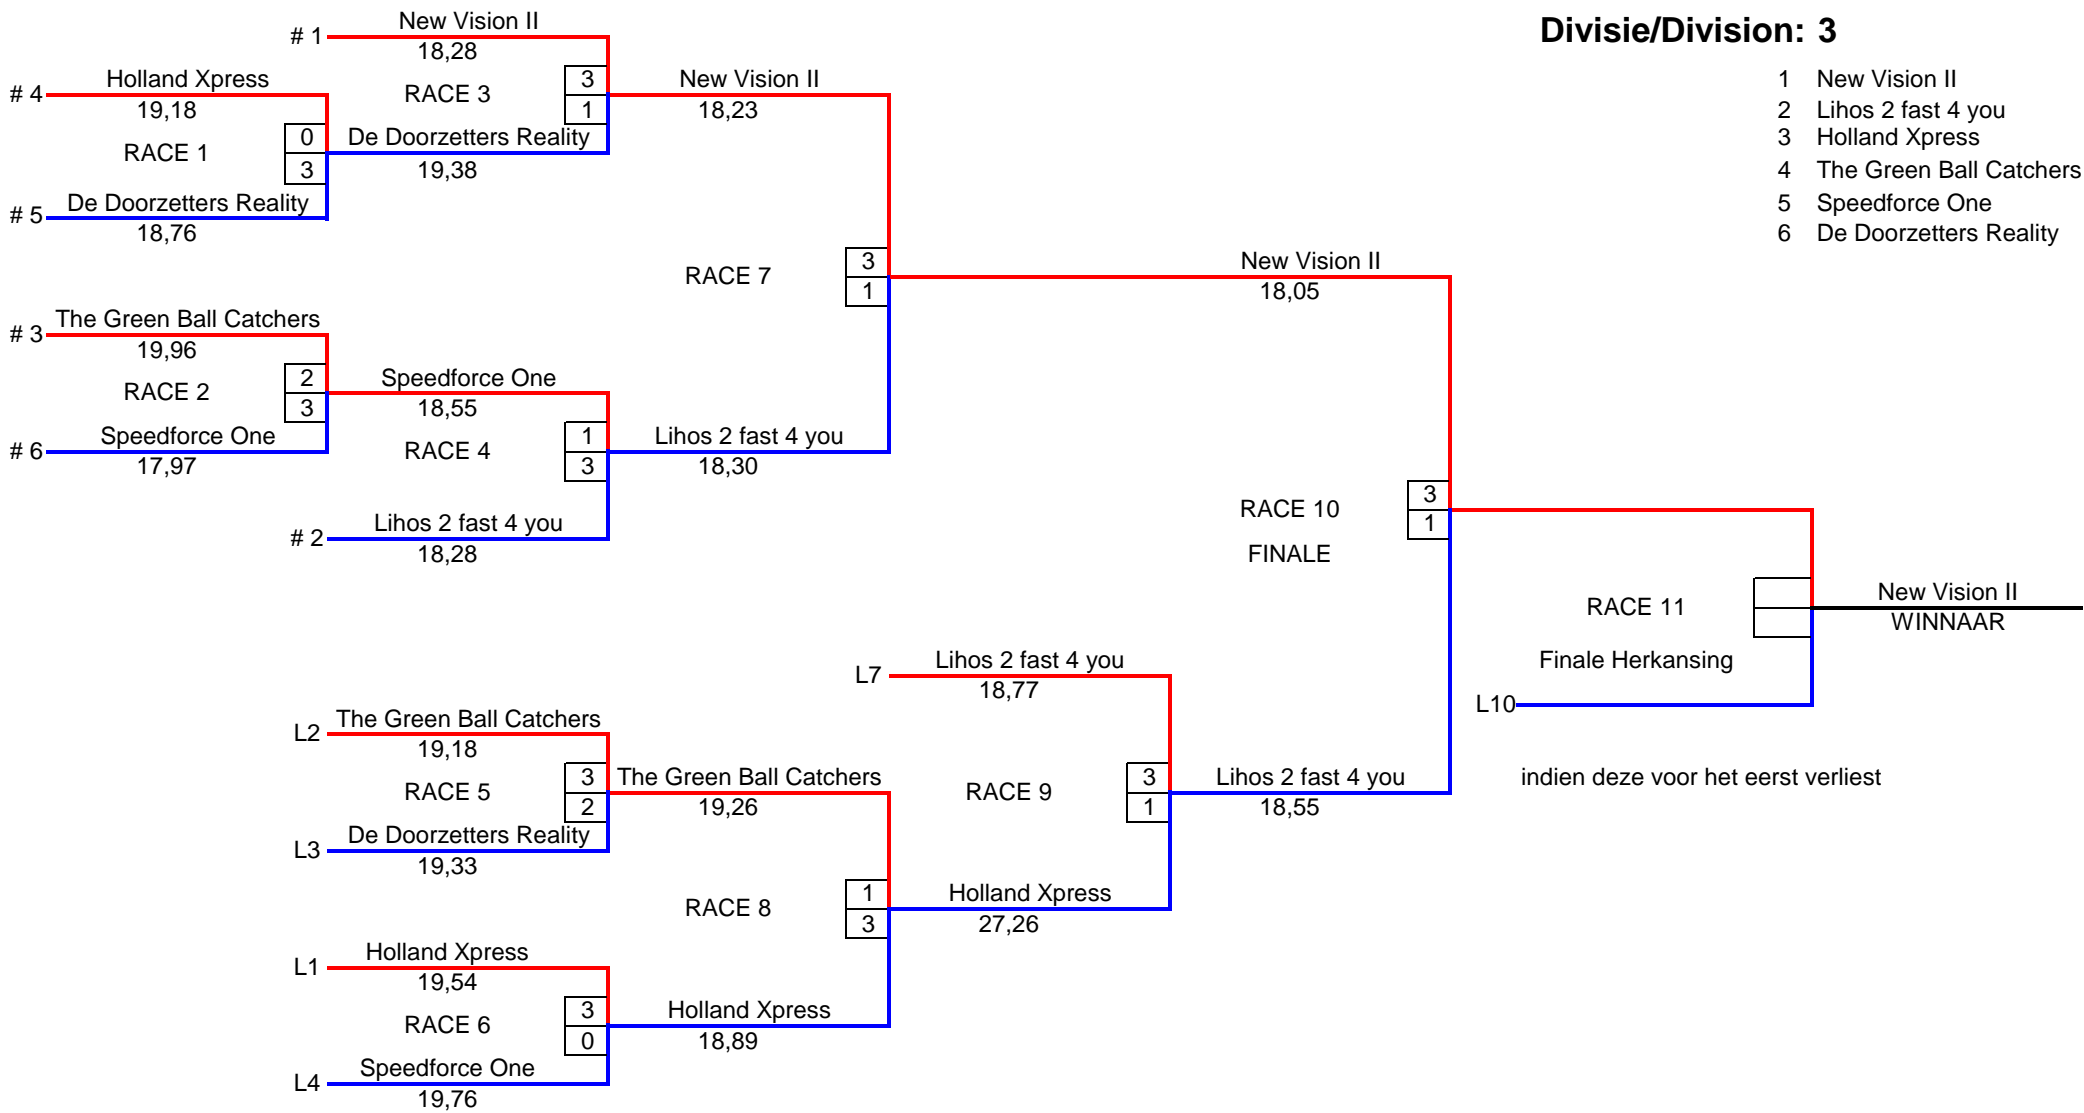 Divisie/Division: 3
1 New Vision II
2 Lihos 2 fast 4 you
3 Holland Xpress
4 The Green Ball Catchers
5 Speedforce One
6 De Doorzetters Reality
# 1 New Vision II
18,28
# 4 Holland Xpress
19,18
RACE 1
0
3
# 5 De Doorzetters Reality
18,76
RACE 3
3
1
De Doorzetters Reality
19,38
New Vision II
18,23
# 3 The Green Ball Catchers
19,96
RACE 2
2
3
# 6 Speedforce One
17,97
Speedforce One
18,55
RACE 4
1
3
# 2 Lihos 2 fast 4 you
18,28
Lihos 2 fast 4 you
18,30
RACE 7
3
1
New Vision II
18,05
RACE 10
FINALE
3
1
L2 The Green Ball Catchers
19,18
RACE 5
3
2
L3 De Doorzetters Reality
19,33
The Green Ball Catchers
19,26
L1 Holland Xpress
19,54
RACE 6
3
0
L4 Speedforce One
19,76
Holland Xpress
18,89
RACE 8
1
3
Holland Xpress
27,26
L7 Lihos 2 fast 4 you
18,77
RACE 9
3
1
Lihos 2 fast 4 you
18,55
RACE 11
Finale Herkansing
L10
indien deze voor het eerst verliest
New Vision II
WINNAAR